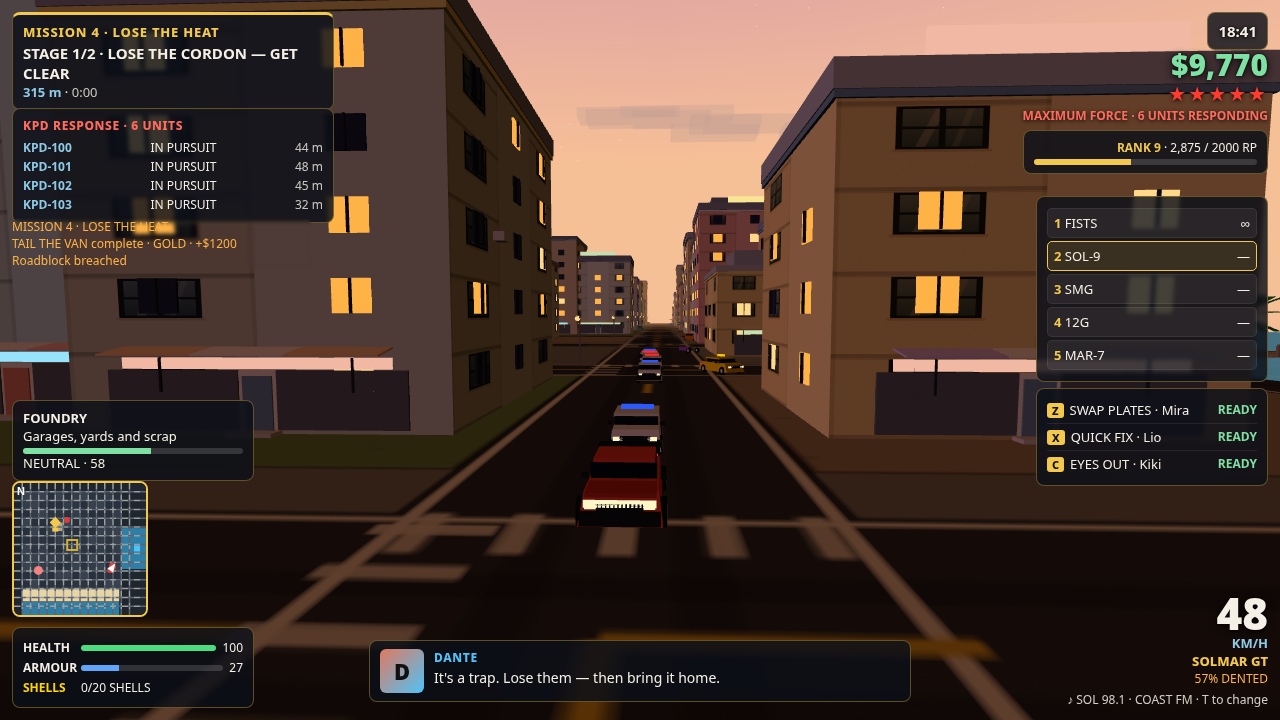 MISSION 4 · LOSE THE HEAT
STAGE 1/2 · LOSE THE CORDON — GET
CLEAR
315 m · 0:00
KPD RESPONSE · 6 UNITS
KPD-100 IN PURSUIT 44 m
KPD-101 IN PURSUIT 48 m
KPD-102 IN PURSUIT 45 m
KPD-103 IN PURSUIT 32 m
MISSION 4 · LOSE THE HEAT
TAIL THE VAN complete · GOLD · +$1200
Roadblock breached
18:41
$9,770
★★★★★
MAXIMUM FORCE · 6 UNITS RESPONDING
RANK 9 · 2,875 / 2000 RP
1 FISTS ∞
2 SOL-9 —
3 SMG —
4 12G —
5 MAR-7 —
Z SWAP PLATES · Mira READY
X QUICK FIX · Lio READY
C EYES OUT · Kiki READY
FOUNDRY
Garages, yards and scrap
NEUTRAL · 58
N
HEALTH 100
ARMOUR 27
SHELLS 0/20 SHELLS
D
DANTE
It's a trap. Lose them — then bring it home.
48
KM/H
SOLMAR GT
57% DENTED
♪ SOL 98.1 · COAST FM · T to change